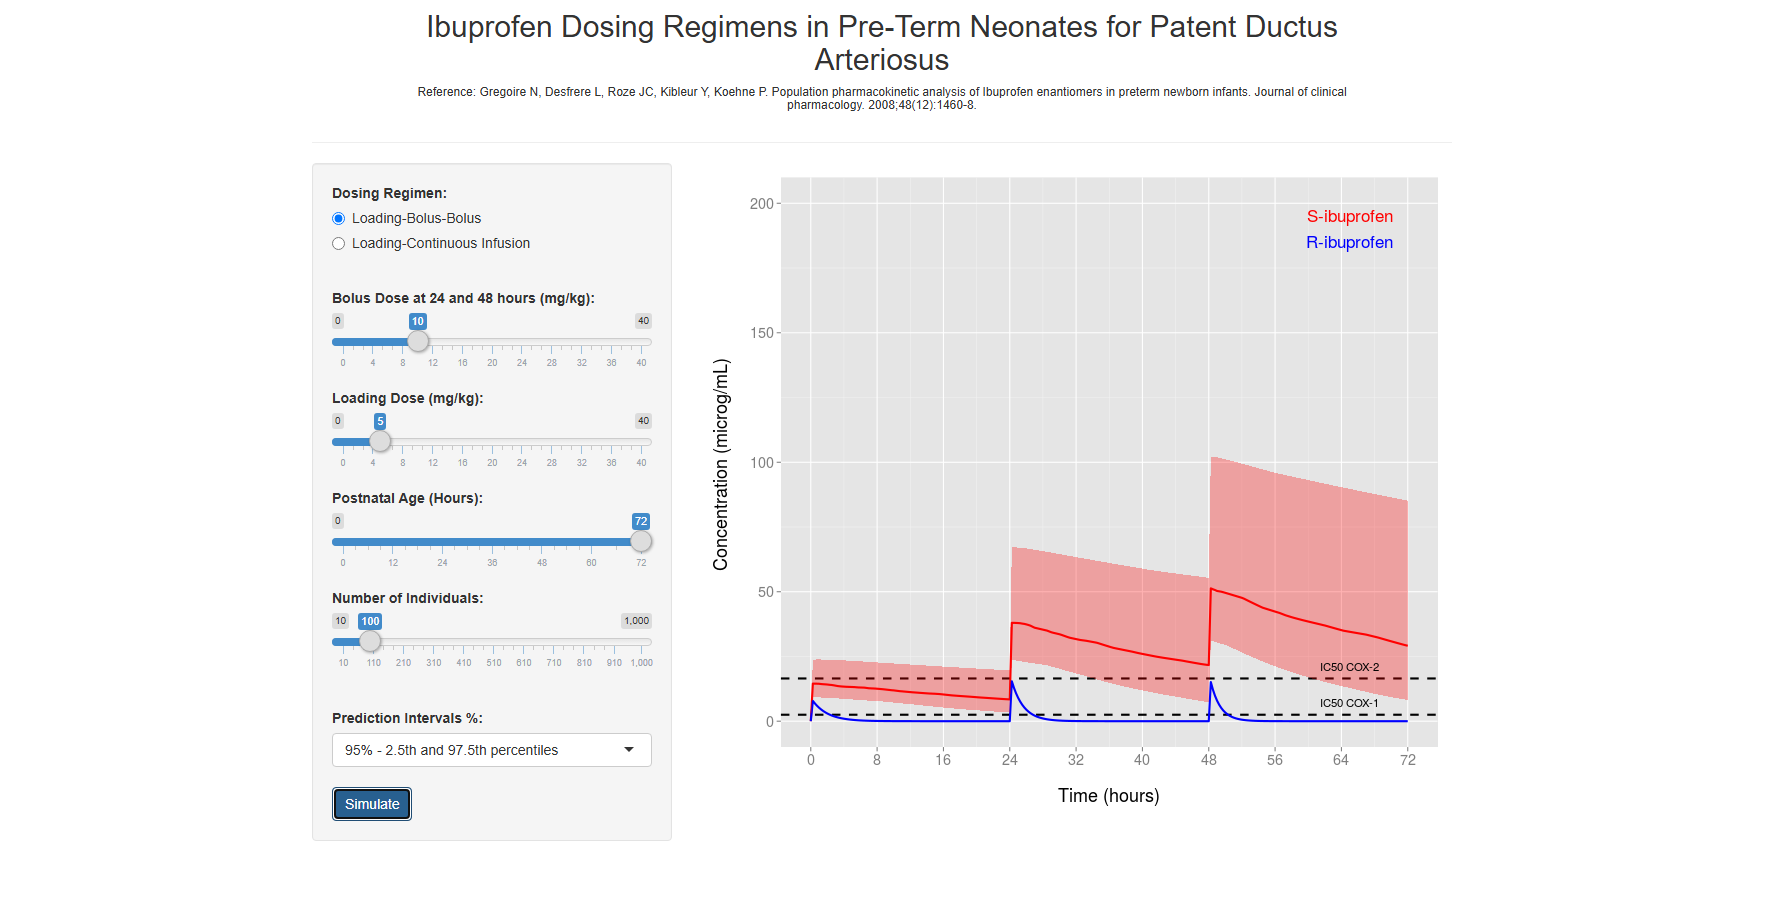 Ibuprofen Dosing Regimens in Pre-Term Neonates for Patent Ductus
Arteriosus
Reference: Gregoire N, Desfrere L, Roze JC, Kibleur Y, Koehne P. Population pharmacokinetic analysis of Ibuprofen enantiomers in preterm newborn infants. Journal of clinical
pharmacology. 2008;48(12):1460-8.
Dosing Regimen:
Loading-Bolus-Bolus
Loading-Continuous Infusion
Bolus Dose at 24 and 48 hours (mg/kg):
0 10 40
0 4 8 12 16 20 24 28 32 36 40
Loading Dose (mg/kg):
0 5 40
0 4 8 12 16 20 24 28 32 36 40
Postnatal Age (Hours):
0 72
0 12 24 36 48 60 72
Number of Individuals:
10 100 1,000
10 110 210 310 410 510 610 710 810 910 1,000
Prediction Intervals %:
95% - 2.5th and 97.5th percentiles
Simulate
Concentration (microg/mL)
200
150
100
50
0
S-ibuprofen
R-ibuprofen
IC50 COX-2
IC50 COX-1
0 8 16 24 32 40 48 56 64 72
Time (hours)